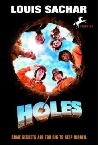 LOUIS SACHAR
HOLES
SOME SECRETS ARE TOO BIG TO KEEP BURIED.